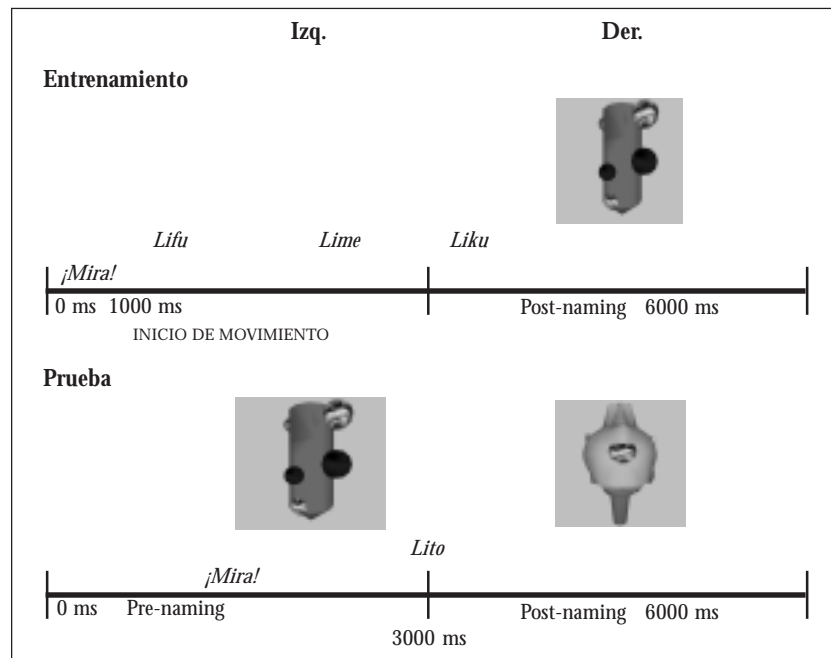 Izq. Der.
Entrenamiento
Lifu Lime Liku
¡Mira!
0 ms 1000 ms Post-naming 6000 ms
INICIO DE MOVIMIENTO
Prueba
Lito
¡Mira!
0 ms Pre-naming Post-naming 6000 ms
3000 ms